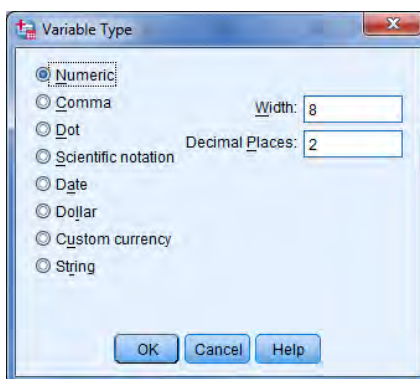 Variable Type
Numeric
Comma
Width: 8
Dot
Decimal Places: 2
Scientific notation
Date
Dollar
Custom currency
String
OK Cancel Help